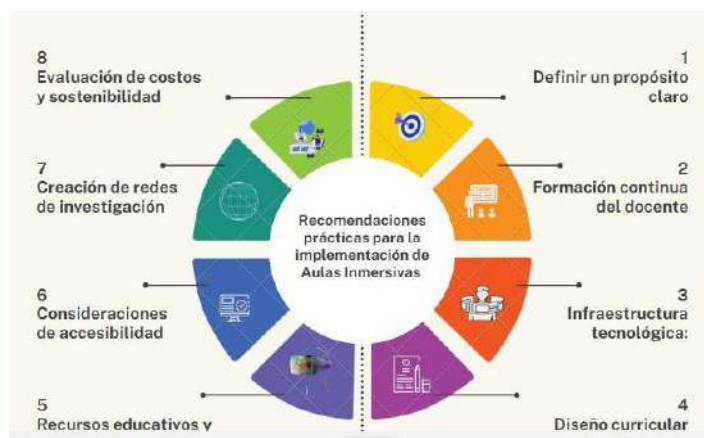 8
Evaluación de costos
y sostenibilidad
1
Definir un propósito
claro
7
Creación de redes
de investigación
2
Formación continua
del docente
Recomendaciones
prácticas para la
implementación de
Aulas Inmersivas
6
Consideraciones
de accesibilidad
3
Infraestructura
tecnológica:
5
Recursos educativos y
4
Diseño curricular